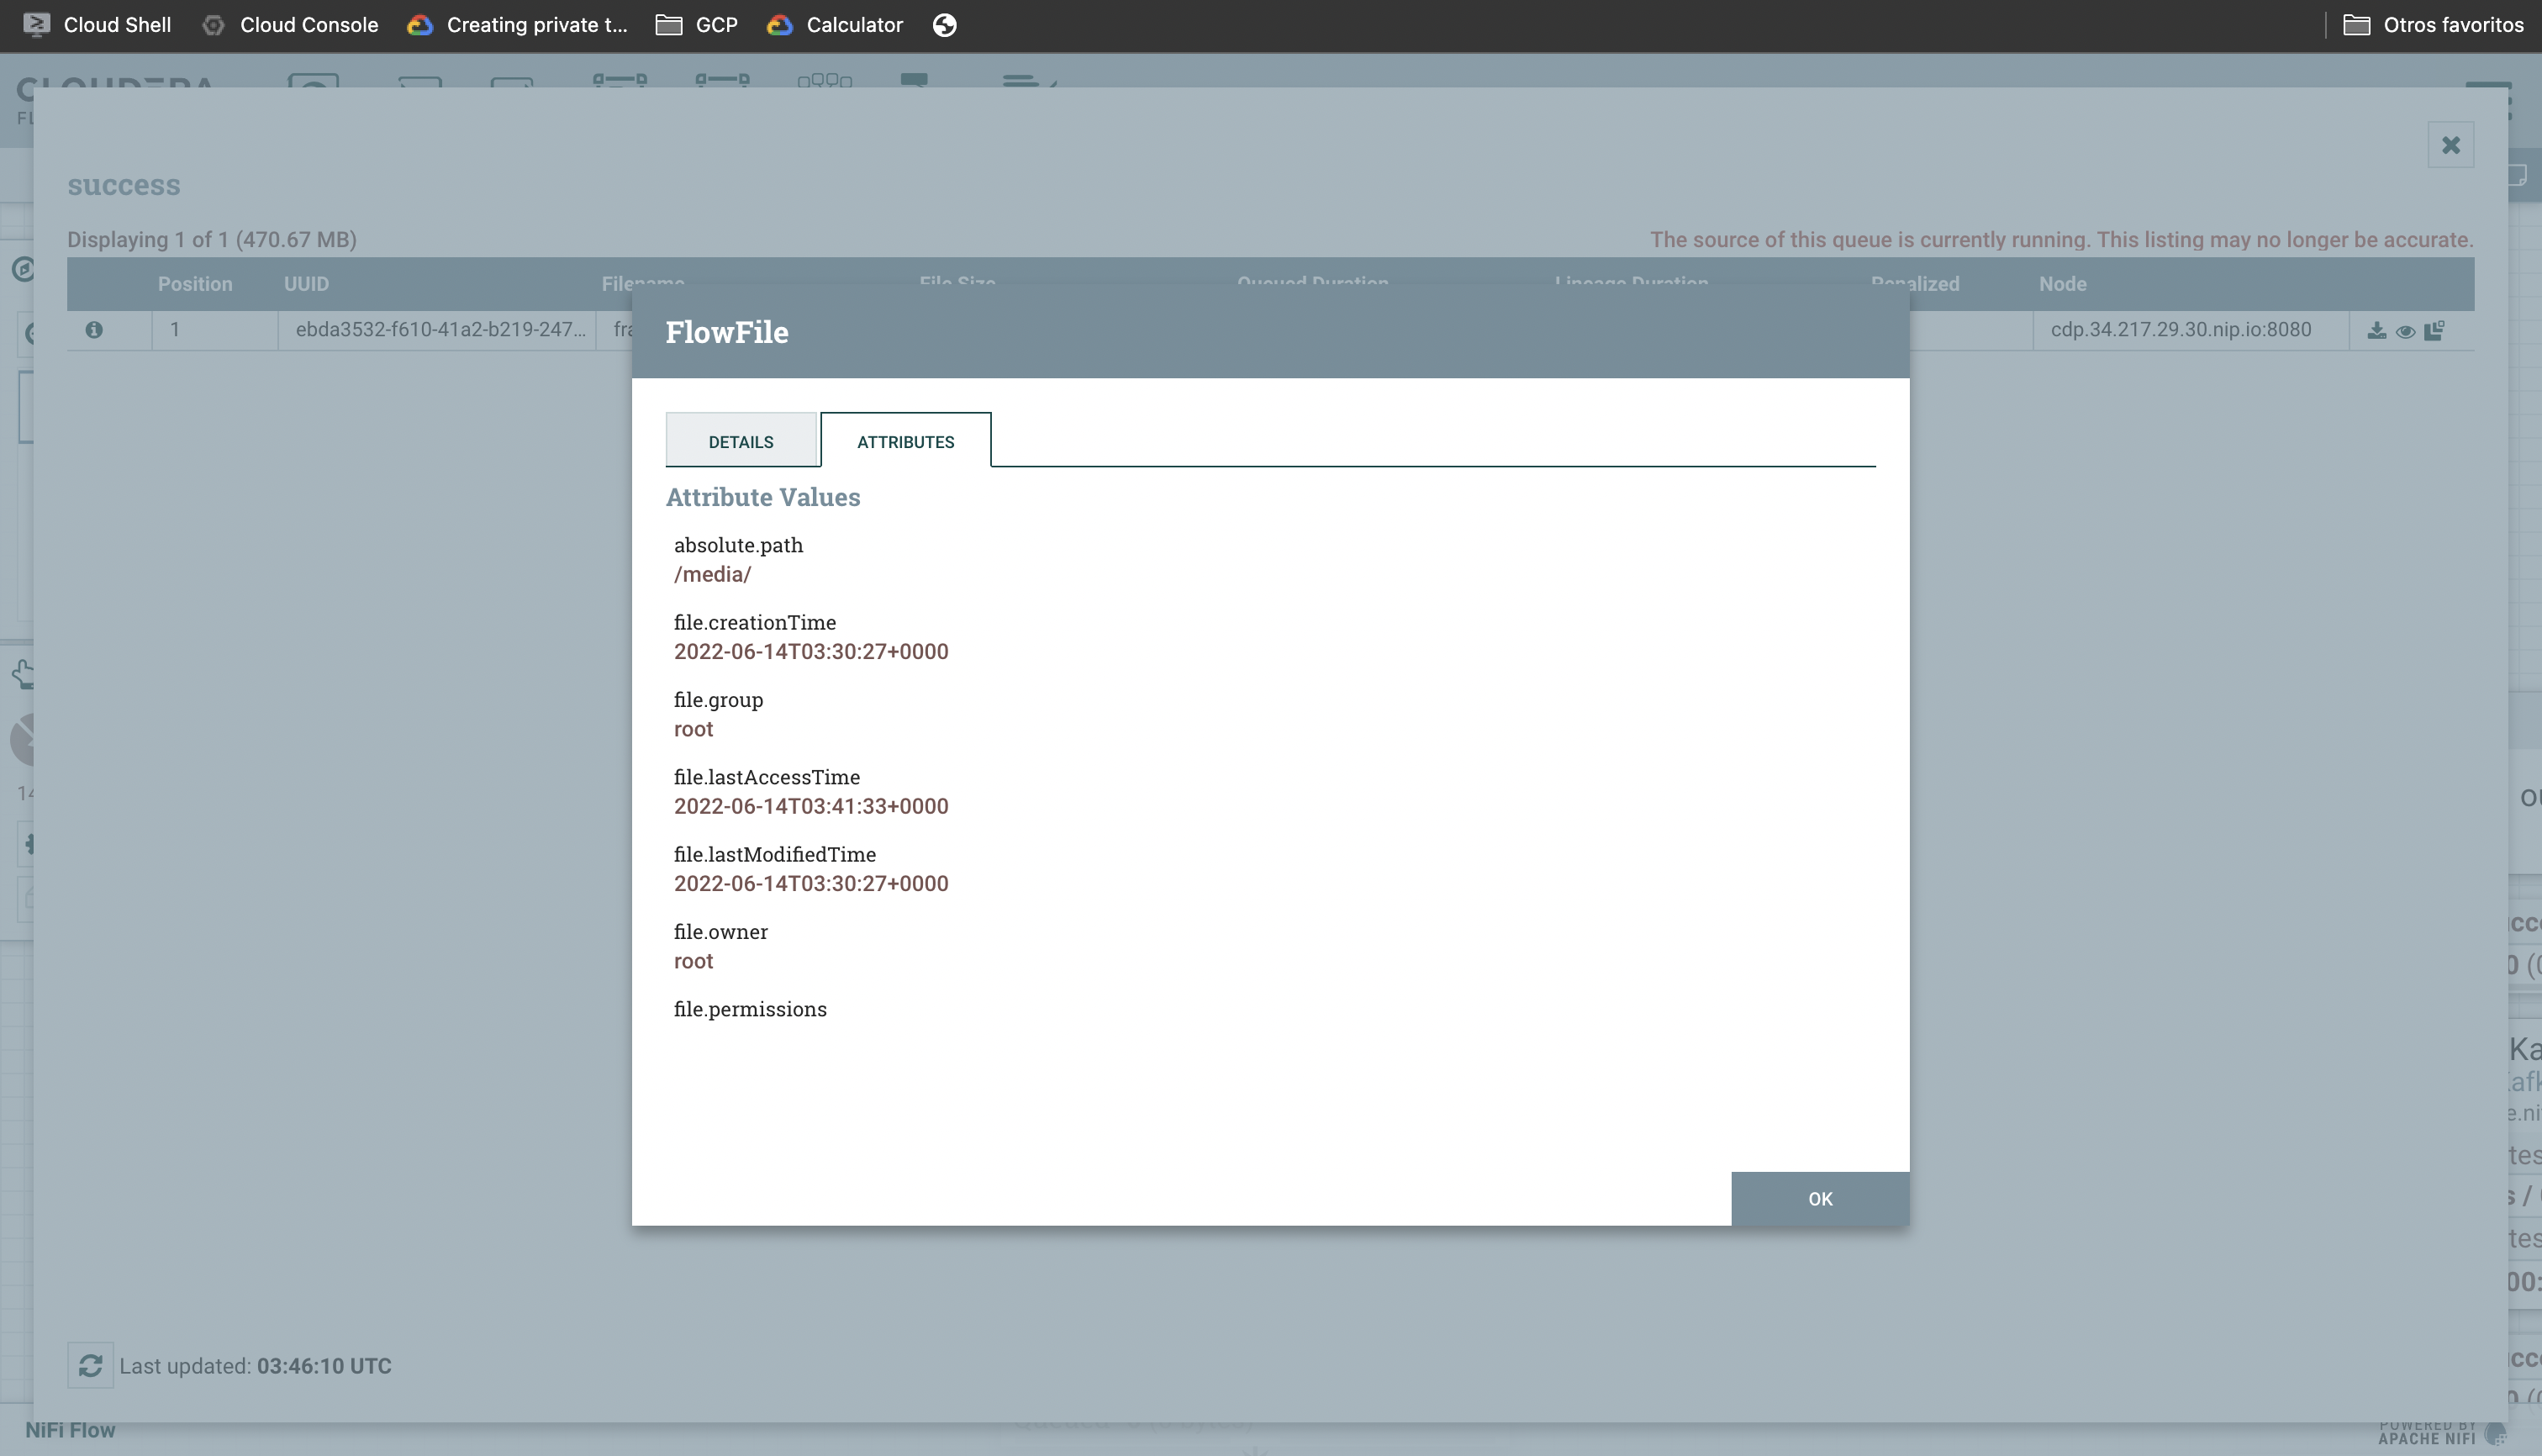 Cloud Shell Cloud Console Creating private t... GCP Calculator Otros favoritos
CLOUDERA
success
Displaying 1 of 1 (470.67 MB) The source of this queue is currently running. This listing may no longer be accurate.
Position UUID Filename File Size Queued Duration Lineage Duration Penalized Node
1 ebda3532-f610-41a2-b219-247... fra cdp.34.217.29.30.nip.io:8080
FlowFile
DETAILS ATTRIBUTES
Attribute Values
absolute.path
/media/
file.creationTime
2022-06-14T03:30:27+0000
file.group
root
file.lastAccessTime
2022-06-14T03:41:33+0000
file.lastModifiedTime
2022-06-14T03:30:27+0000
file.owner
root
file.permissions
OK
Last updated: 03:46:10 UTC
NiFi Flow
POWERED BY
APACHE NIFI